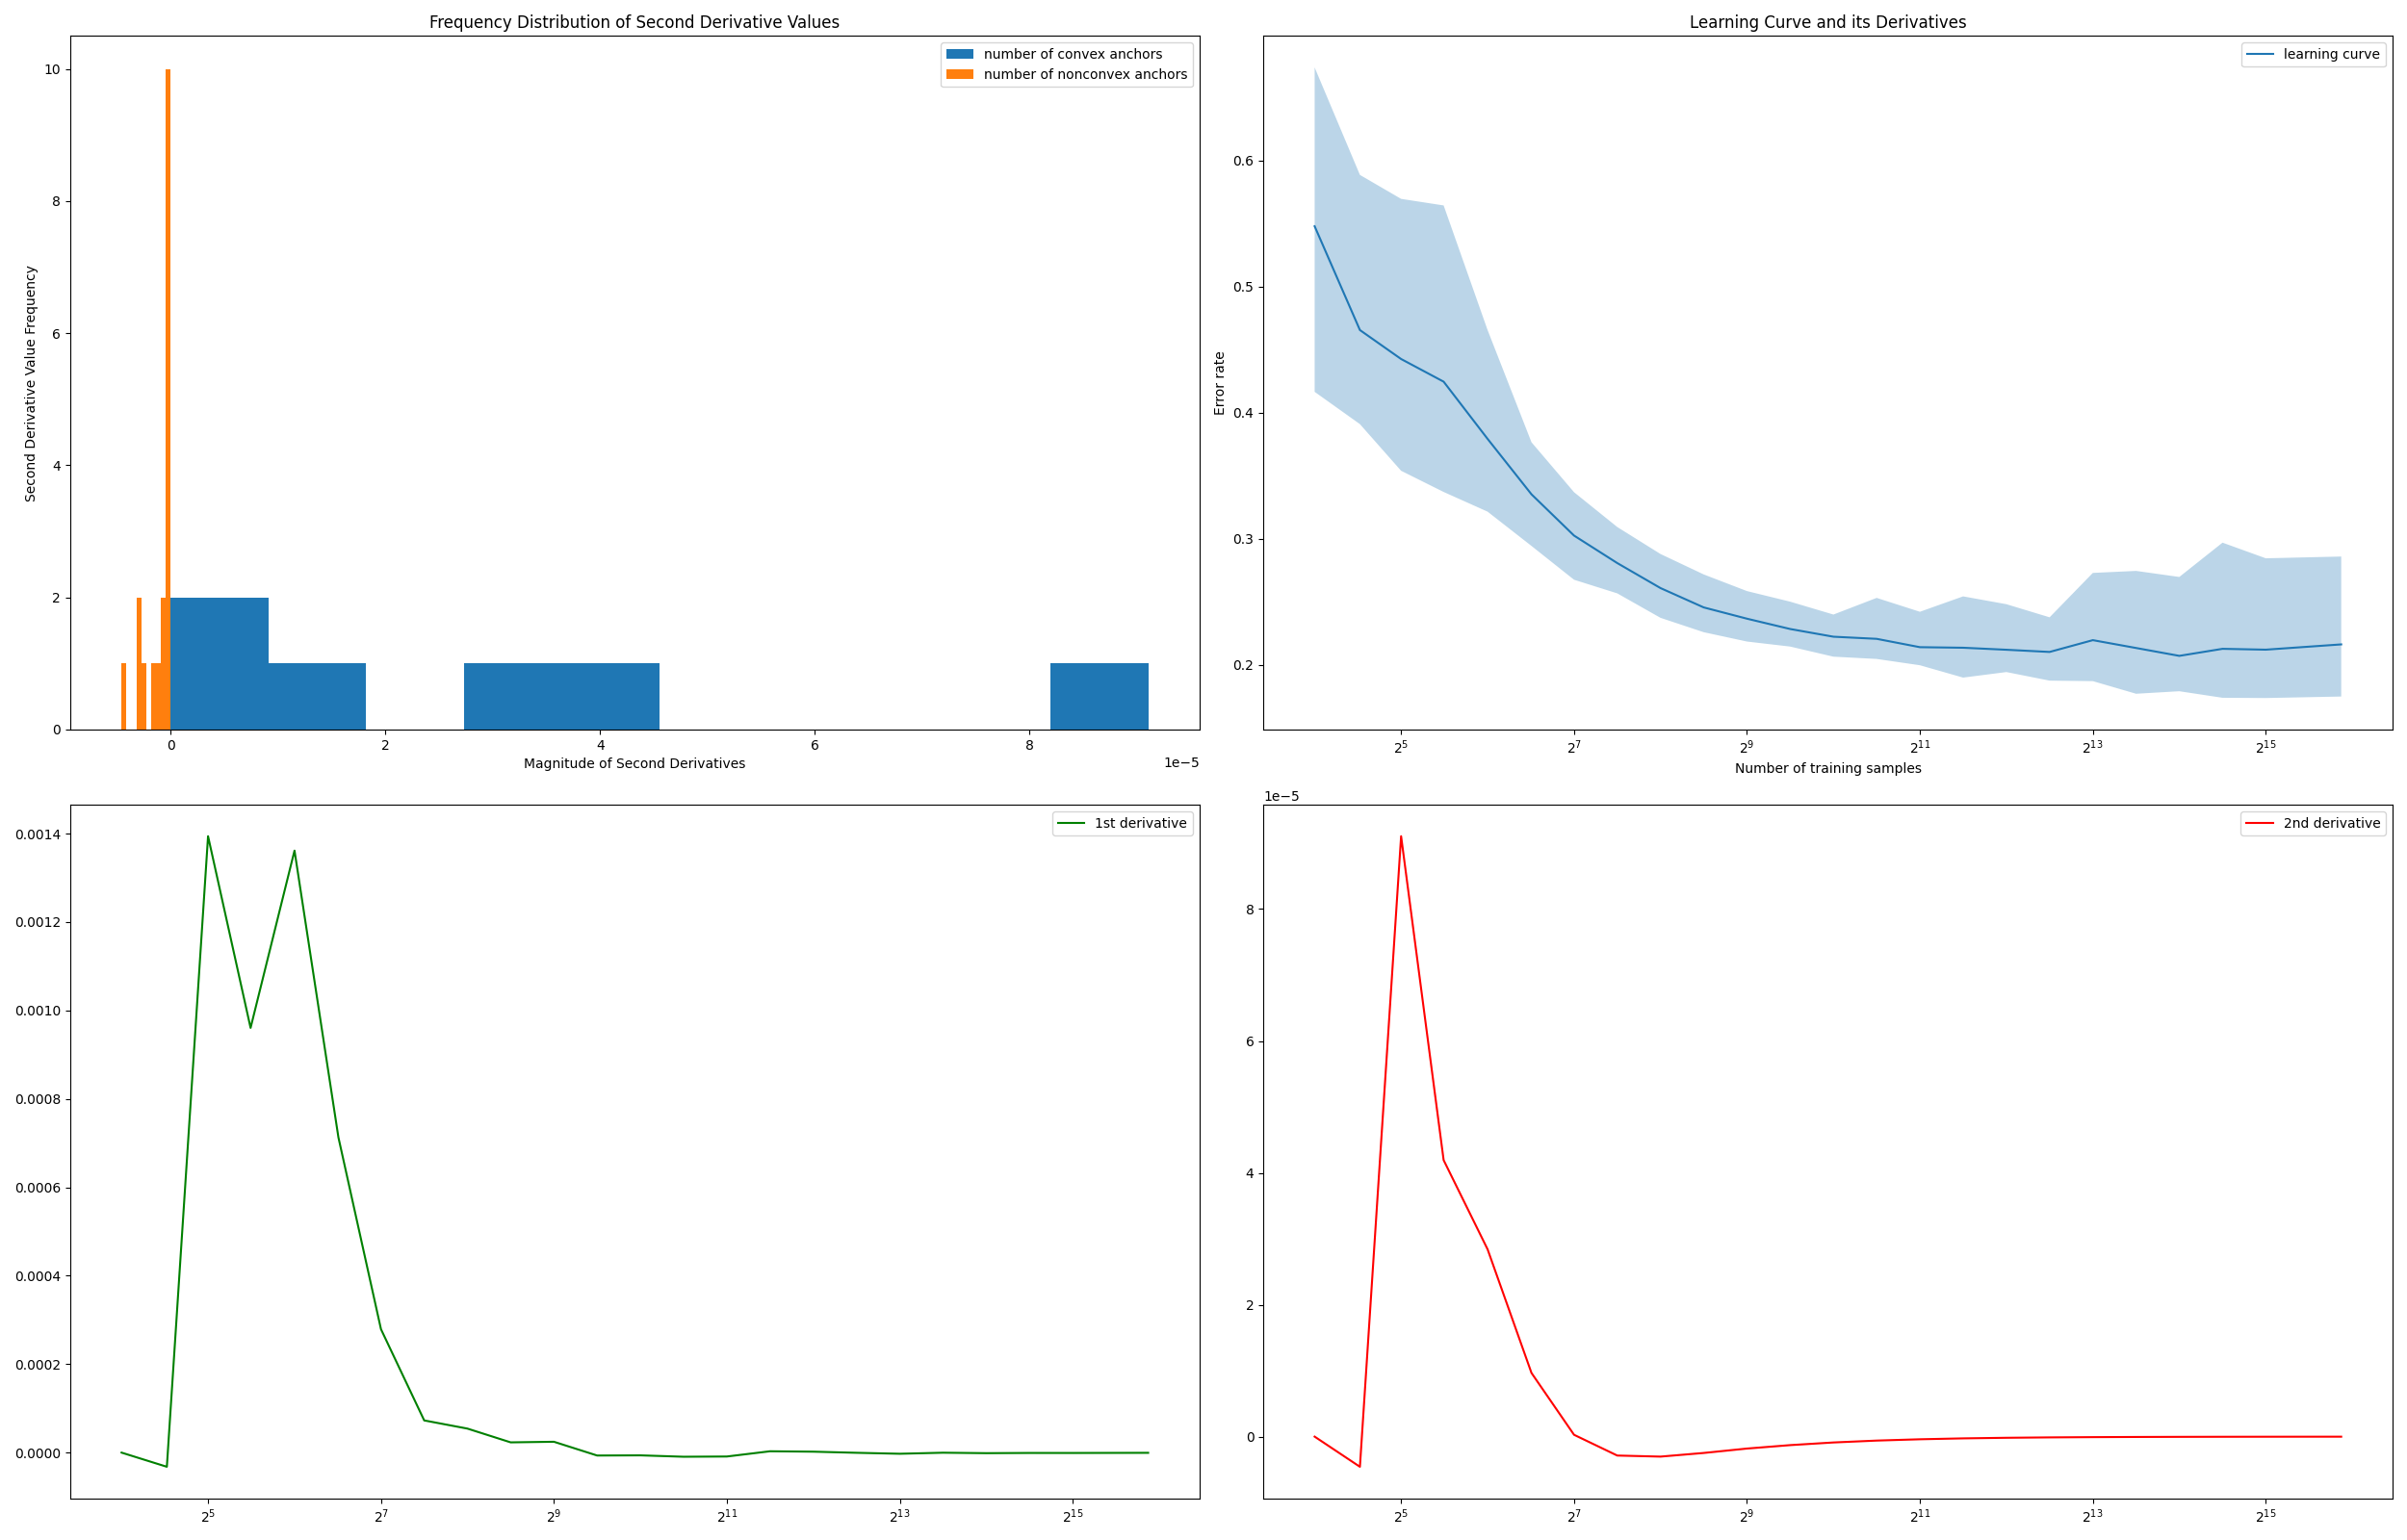 Frequency Distribution of Second Derivative Values
number of convex anchors
number of nonconvex anchors
Second Derivative Value Frequency
10
8
6
4
2
0
0 2 4 6 8
1e−5
Magnitude of Second Derivatives
Learning Curve and its Derivatives
learning curve
Error rate
0.6
0.5
0.4
0.3
0.2
2^5 2^7 2^9 2^11 2^13 2^15
Number of training samples
1st derivative
0.0014
0.0012
0.0010
0.0008
0.0006
0.0004
0.0002
0.0000
2^5 2^7 2^9 2^11 2^13 2^15
1e−5
2nd derivative
8
6
4
2
0
2^5 2^7 2^9 2^11 2^13 2^15